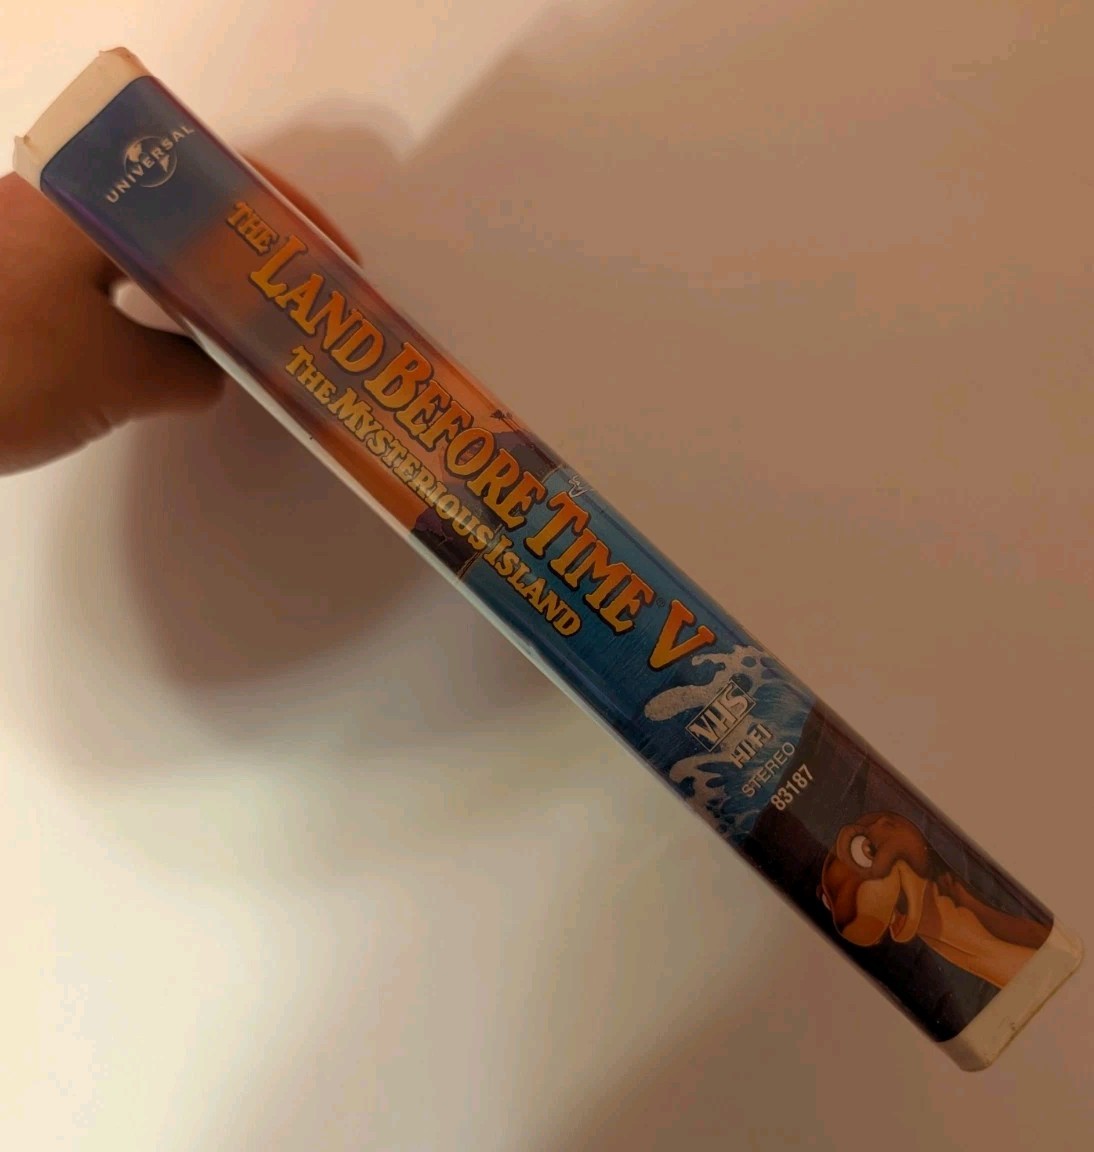 UNIVERSAL
THE LAND BEFORE TIME V
THE MYSTERIOUS ISLAND
VHS
HI-FI
STEREO
83187